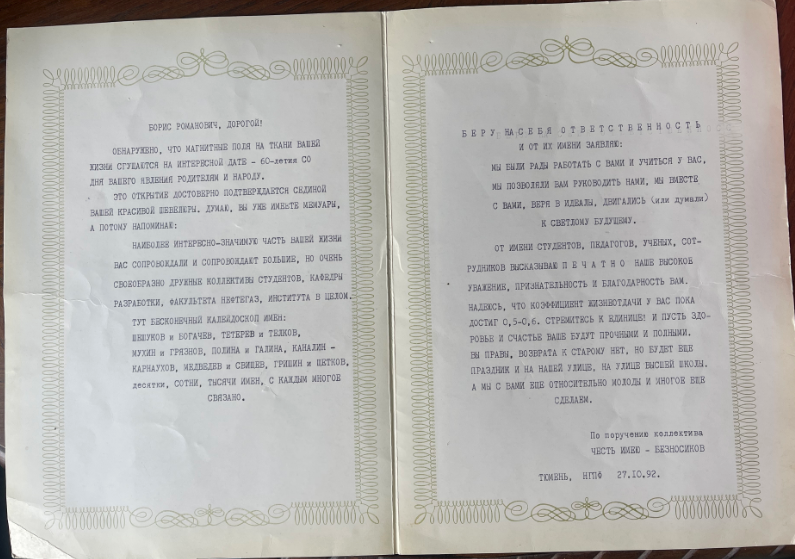 БОРИС РОМАНОВИЧ, ДОРОГОЙ!
ОБНАРУЖЕНО, ЧТО МАГНИТНЫЕ ПОЛЯ НА ТКАНИ ВАШЕЙ
ЖИЗНИ СГУЩАЮТСЯ НА ИНТЕРЕСНОЙ ДАТЕ - 60-летия СО
ДНЯ ВАШЕГО ЯВЛЕНИЯ РОДИТЕЛЯМ И НАРОДУ.
ЭТО ОТКРЫТИЕ ДОСТОВЕРНО ПОДТВЕРЖДАЕТСЯ СЕДИНОЙ
ВАШЕЙ КРАСИВОЙ ШЕВЕЛЮРЫ. ДУМАЮ, ВЫ УЖЕ ИМЕЕТЕ МЕМУАРЫ,
А ПОТОМУ НАПОМИНАЮ:
НАИБОЛЕЕ ИНТЕРЕСНО-ЗНАЧИМУЮ ЧАСТЬ ВАШЕЙ ЖИЗНИ
ВАС СОПРОВОЖДАЛИ И СОПРОВОЖДАЮТ БОЛЬШИЕ, НО ОЧЕНЬ
СВОЕОБРАЗНО ДРУЖНЫЕ КОЛЛЕКТИВЫ СТУДЕНТОВ, КАФЕДРЫ
РАЗРАБОТКИ, ФАКУЛЬТЕТА НЕФТЕГАЗ, ИНСТИТУТА В ЦЕЛОМ.
ТУТ БЕСКОНЕЧНЫЙ КАЛЕЙДОСКОП ИМЕН:
ШЕШУКОВ и БОГАЧЕВ, ТЕТЕРЕВ и ТЕЛКОВ,
МУХИН и ГРЯЗНОВ, ПОЛИНА и ГАЛИНА, КАНАЛИН -
КАРНАУХОВ, МЕДВЕДЕВ и СВИЩЕВ, ГРИШИН и ЩЕТКОВ,
десятки, СОТНИ, ТЫСЯЧИ ИМЕН, С КАЖДЫМ МНОГОЕ
СВЯЗАНО.
Б Е Р У НА С Е Б Я О Т В Е Т С Т В Е Н Н О С Т Ь
И ОТ ИХ ИМЕНИ ЗАЯВЛЯЮ:
МЫ БЫЛИ РАДЫ РАБОТАТЬ С ВАМИ И УЧИТЬСЯ У ВАС,
МЫ ПОЗВОЛЯЛИ ВАМ РУКОВОДИТЬ НАМИ, МЫ ВМЕСТЕ
С ВАМИ, ВЕРЯ В ИДЕАЛЫ, ДВИГАЛИСЬ (или думали)
К СВЕТЛОМУ БУДУЩЕМУ.
ОТ ИМЕНИ СТУДЕНТОВ, ПЕДАГОГОВ, УЧЕНЫХ, СОТ-
РУДНИКОВ ВЫСКАЗЫВАЮ П Е Ч А Т Н О НАШЕ ВЫСОКОЕ
УВАЖЕНИЕ, ПРИЗНАТЕЛЬНОСТЬ И БЛАГОДАРНОСТЬ ВАМ.
НАДЕЮСЬ, ЧТО КОЭФФИЦИЕНТ ЖИЗНЕОТДАЧИ У ВАС ПОКА
ДОСТИГ 0,5-0,6. СТРЕМИТЕСЬ К ЕДИНИЦЕ! И ПУСТЬ ЗДО-
РОВЬЕ И СЧАСТЬЕ ВАШЕ БУДУТ ПРОЧНЫМИ И ПОЛНЫМИ.
ВЫ ПРАВЫ, ВОЗВРАТА К СТАРОМУ НЕТ, НО БУДЕТ ЕЩЕ
ПРАЗДНИК И НА НАШЕЙ УЛИЦЕ, НА УЛИЦЕ ВЫСШЕЙ ШКОЛЫ.
А МЫ С ВАМИ ЕЩЕ ОТНОСИТЕЛЬНО МОЛОДЫ И МНОГОЕ ЕЩЕ
СДЕЛАЕМ.
По поручению коллектива
ЧЕСТЬ ИМЕЮ - БЕЗНОСИКОВ
ТЮМЕНЬ, НГПФ 27.10.92.